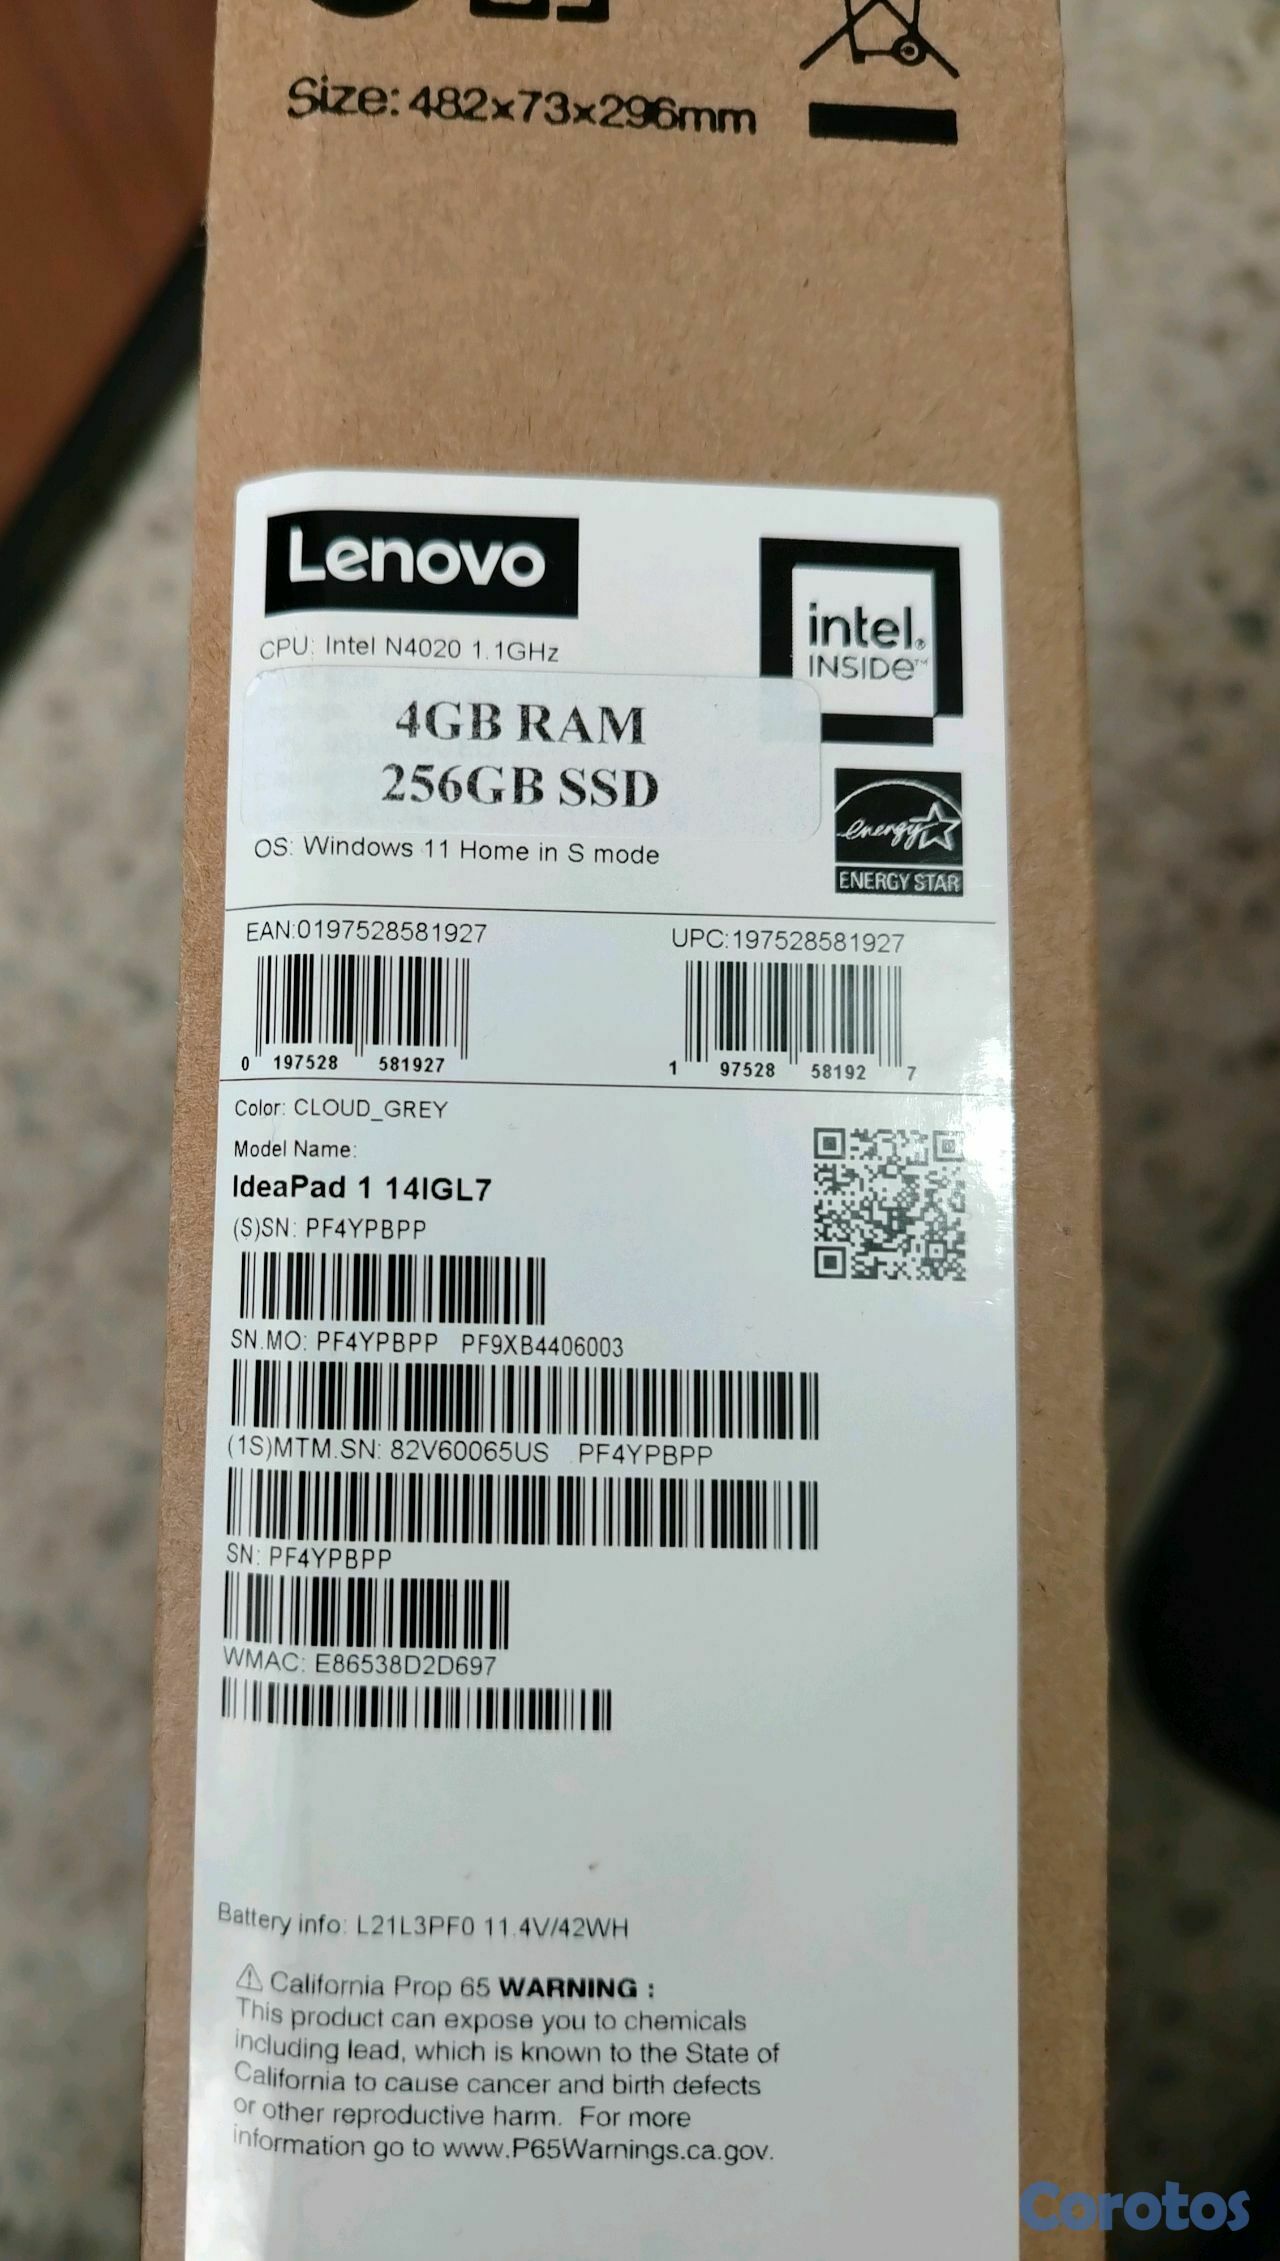 Size: 482x73x296mm
Lenovo
CPU: Intel N4020 1.1GHz
intel.
INSIDE™
4GB RAM
256GB SSD
OS: Windows 11 Home in S mode
energy
ENERGY STAR
EAN:0197528581927
UPC:197528581927
0 197528 581927
1 97528 58192 7
Color: CLOUD_GREY
Model Name:
IdeaPad 1 14IGL7
(S)SN: PF4YPBPP
SN.MO: PF4YPBPP PF9XB4406003
(1S)MTM.SN: 82V60065US PF4YPBPP
SN: PF4YPBPP
WMAC: E86538D2D697
Battery info: L21L3PF0 11.4V/42WH
⚠ California Prop 65 WARNING :
This product can expose you to chemicals
including lead, which is known to the State of
California to cause cancer and birth defects
or other reproductive harm. For more
information go to www.P65Warnings.ca.gov.
Corotos